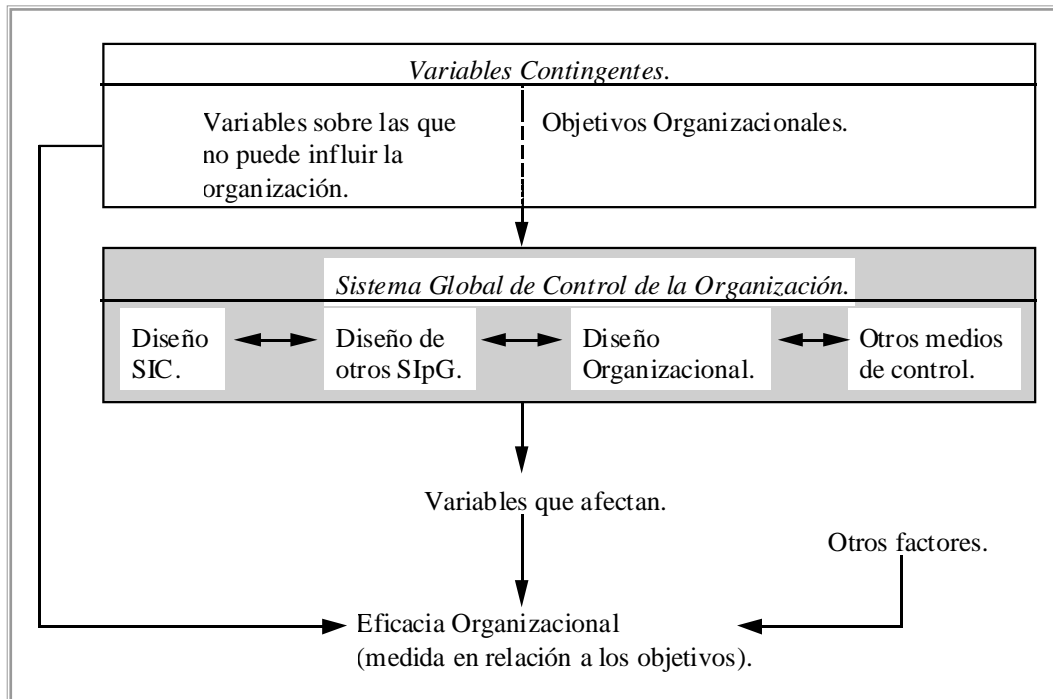 Variables Contingentes.
Variables sobre las que
no puede influir la
organización.
Objetivos Organizacionales.
Sistema Global de Control de la Organización.
Diseño
SIC.
Diseño de
otros SIpG.
Diseño
Organizacional.
Otros medios
de control.
Variables que afectan.
Otros factores.
Eficacia Organizacional
(medida en relación a los objetivos).